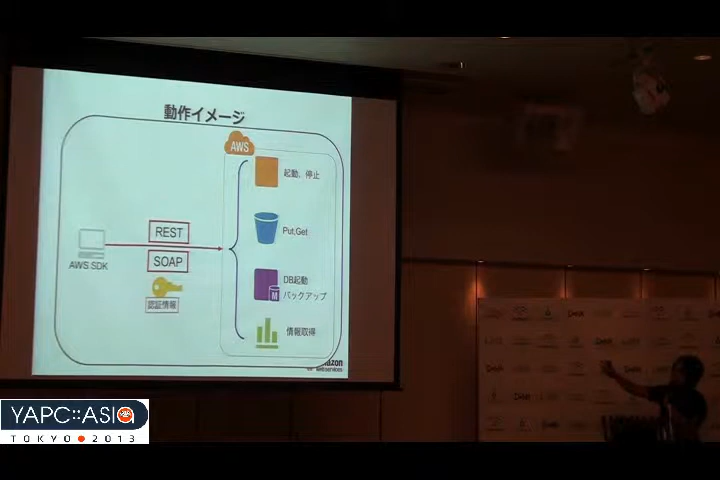 動作イメージ
AWS
起動、停止
REST
Put,Get
SOAP
AWS SDK
DB起動
バックアップ
M
認証情報
情報取得
webservices
YAPC::ASIA
TOKYO 2013